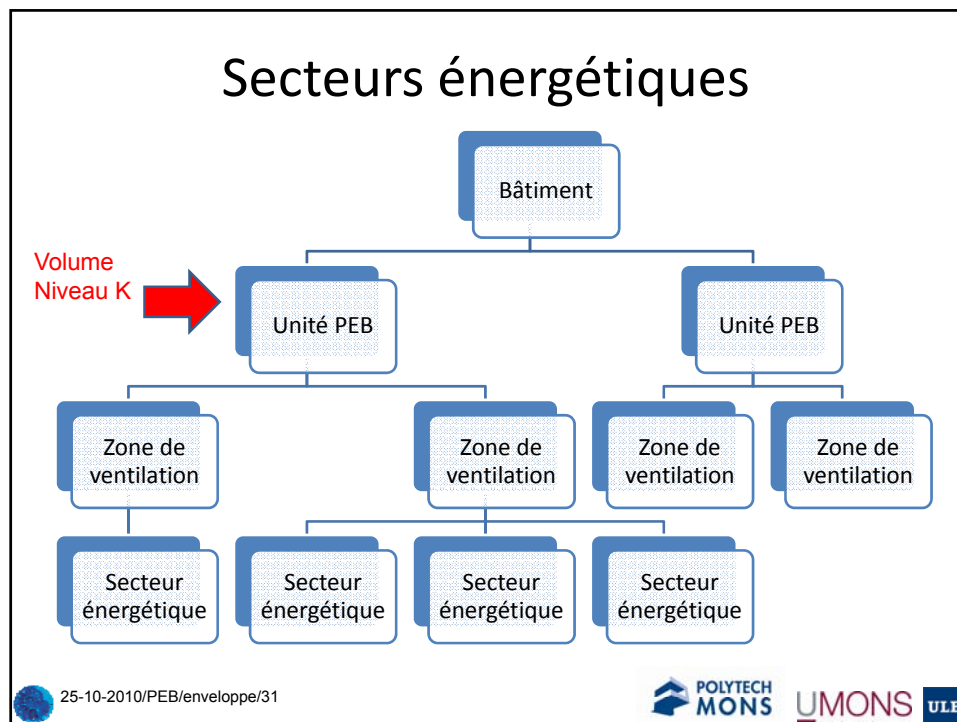 Secteurs énergétiques
Bâtiment
Volume
Niveau K
Unité PEB
Unité PEB
Zone de
ventilation
Zone de
ventilation
Zone de
ventilation
Zone de
ventilation
Secteur
énergétique
Secteur
énergétique
Secteur
énergétique
Secteur
énergétique
25-10-2010/PEB/enveloppe/31
POLYTECH
MONS
UMONS
ULB